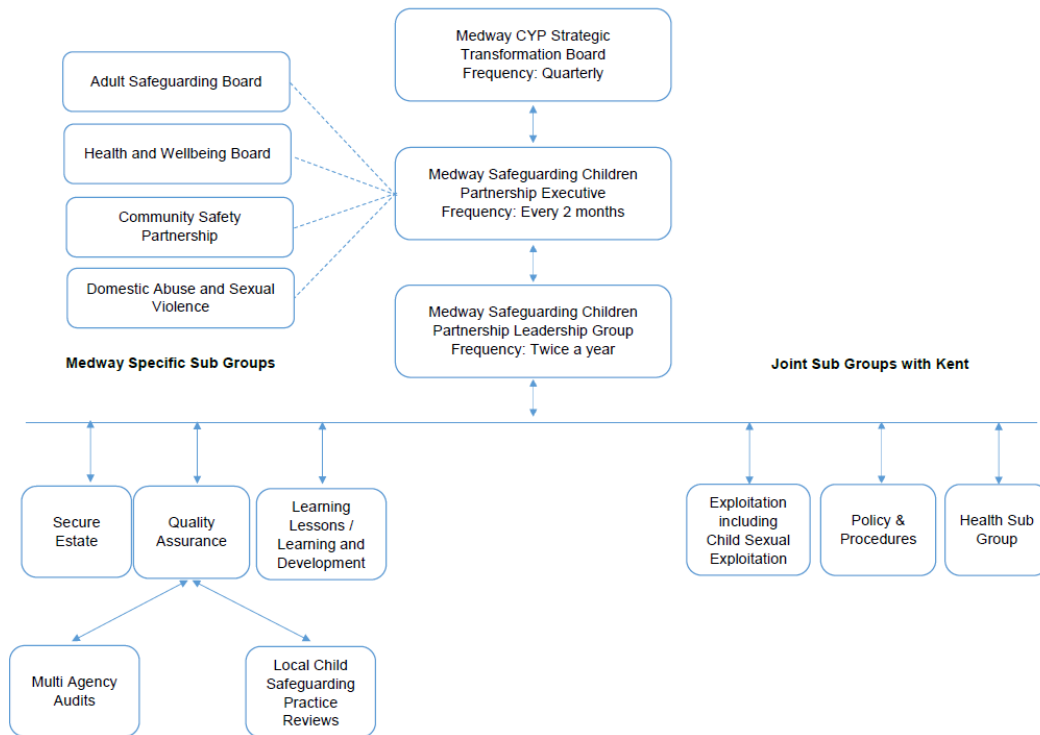 Medway CYP Strategic
Transformation Board
Frequency: Quarterly
Adult Safeguarding Board
Health and Wellbeing Board
Community Safety
Partnership
Domestic Abuse and Sexual
Violence
Medway Safeguarding Children
Partnership Executive
Frequency: Every 2 months
Medway Safeguarding Children
Partnership Leadership Group
Frequency: Twice a year
Medway Specific Sub Groups
Joint Sub Groups with Kent
Secure
Estate
Quality
Assurance
Learning
Lessons /
Learning and
Development
Exploitation
including
Child Sexual
Exploitation
Policy &
Procedures
Health Sub
Group
Multi Agency
Audits
Local Child
Safeguarding
Practice
Reviews